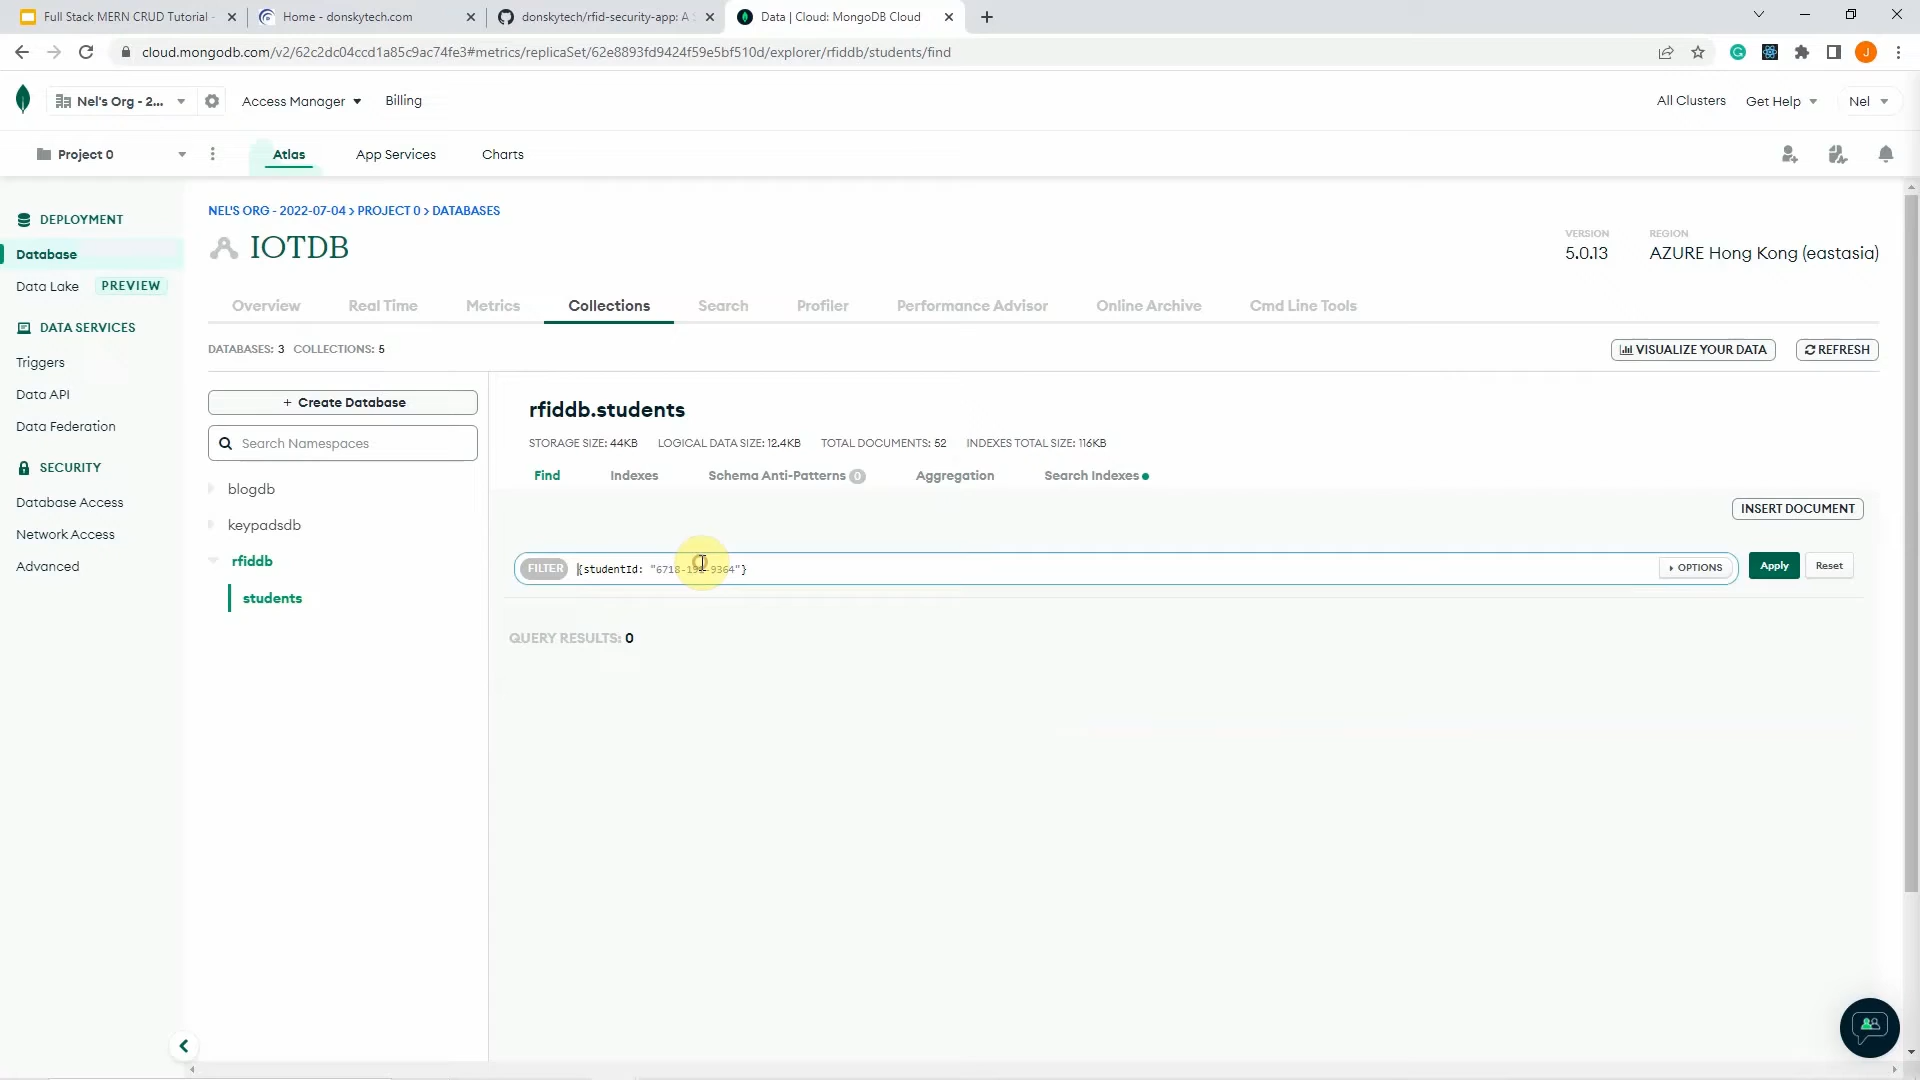 Full Stack MERN CRUD Tutorial -
Home - donskytech.com
donskytech/rfid-security-app: A S
Data | Cloud: MongoDB Cloud
cloud.mongodb.com/v2/62c2dc04ccd1a85c9ac74fe3#metrics/replicaSet/62e8893fd9424f59e5bf510d/explorer/rfiddb/students/find
J
Nel's Org - 2...
Access Manager
Billing
All Clusters
Get Help
Nel
Project 0
Atlas
App Services
Charts
DEPLOYMENT
Database
Data Lake
PREVIEW
DATA SERVICES
Triggers
Data API
Data Federation
SECURITY
Database Access
Network Access
Advanced
NEL'S ORG - 2022-07-04 > PROJECT 0 > DATABASES
IOTDB
VERSION
5.0.13
REGION
AZURE Hong Kong (eastasia)
Overview
Real Time
Metrics
Collections
Search
Profiler
Performance Advisor
Online Archive
Cmd Line Tools
DATABASES: 3 COLLECTIONS: 5
VISUALIZE YOUR DATA
REFRESH
+ Create Database
Search Namespaces
blogdb
keypadsdb
rfiddb
students
rfiddb.students
STORAGE SIZE: 44KB LOGICAL DATA SIZE: 12.4KB TOTAL DOCUMENTS: 52 INDEXES TOTAL SIZE: 116KB
Find
Indexes
Schema Anti-Patterns 0
Aggregation
Search Indexes
INSERT DOCUMENT
FILTER
{studentId:
OPTIONS
Apply
Reset
QUERY RESULTS: 0